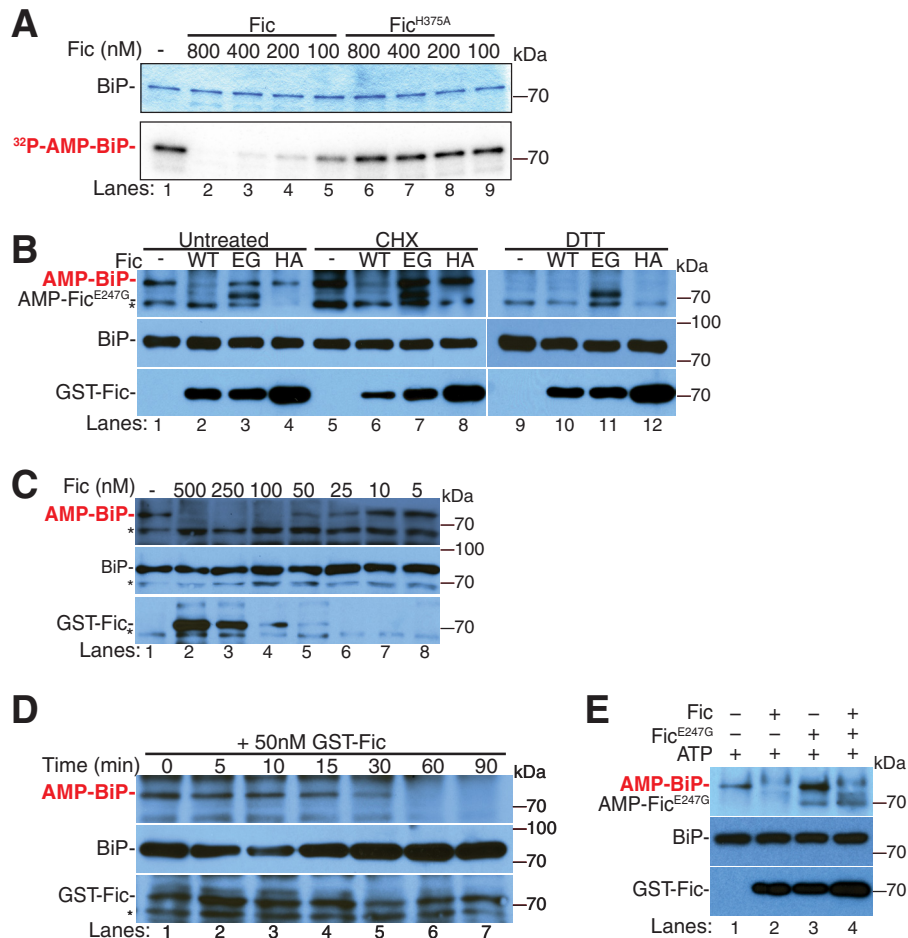 A
Fic Fic^H375A
Fic (nM) - 800 400 200 100 800 400 200 100 kDa
BiP- —70
³²P-AMP-BiP- —70
Lanes: 1 2 3 4 5 6 7 8 9
B
Untreated CHX DTT
Fic - WT EG HA - WT EG HA - WT EG HA kDa
AMP-BiP-
AMP-Fic^E247G- —70
*
—100
BiP- —70
GST-Fic- —70
Lanes: 1 2 3 4 5 6 7 8 9 10 11 12
C
Fic (nM) - 500 250 100 50 25 10 5 kDa
AMP-BiP- —70
*
—100
BiP- —70
*
GST-Fic- —70
*
Lanes: 1 2 3 4 5 6 7 8
D
+ 50nM GST-Fic
Time (min) 0 5 10 15 30 60 90 kDa
AMP-BiP- —70
—100
BiP- —70
GST-Fic- —70
*
Lanes: 1 2 3 4 5 6 7
E
Fic – + – +
Fic^E247G – – + +
ATP + + + + kDa
AMP-BiP-
AMP-Fic^E247G —70
—100
BiP- —70
GST-Fic- —70
Lanes: 1 2 3 4